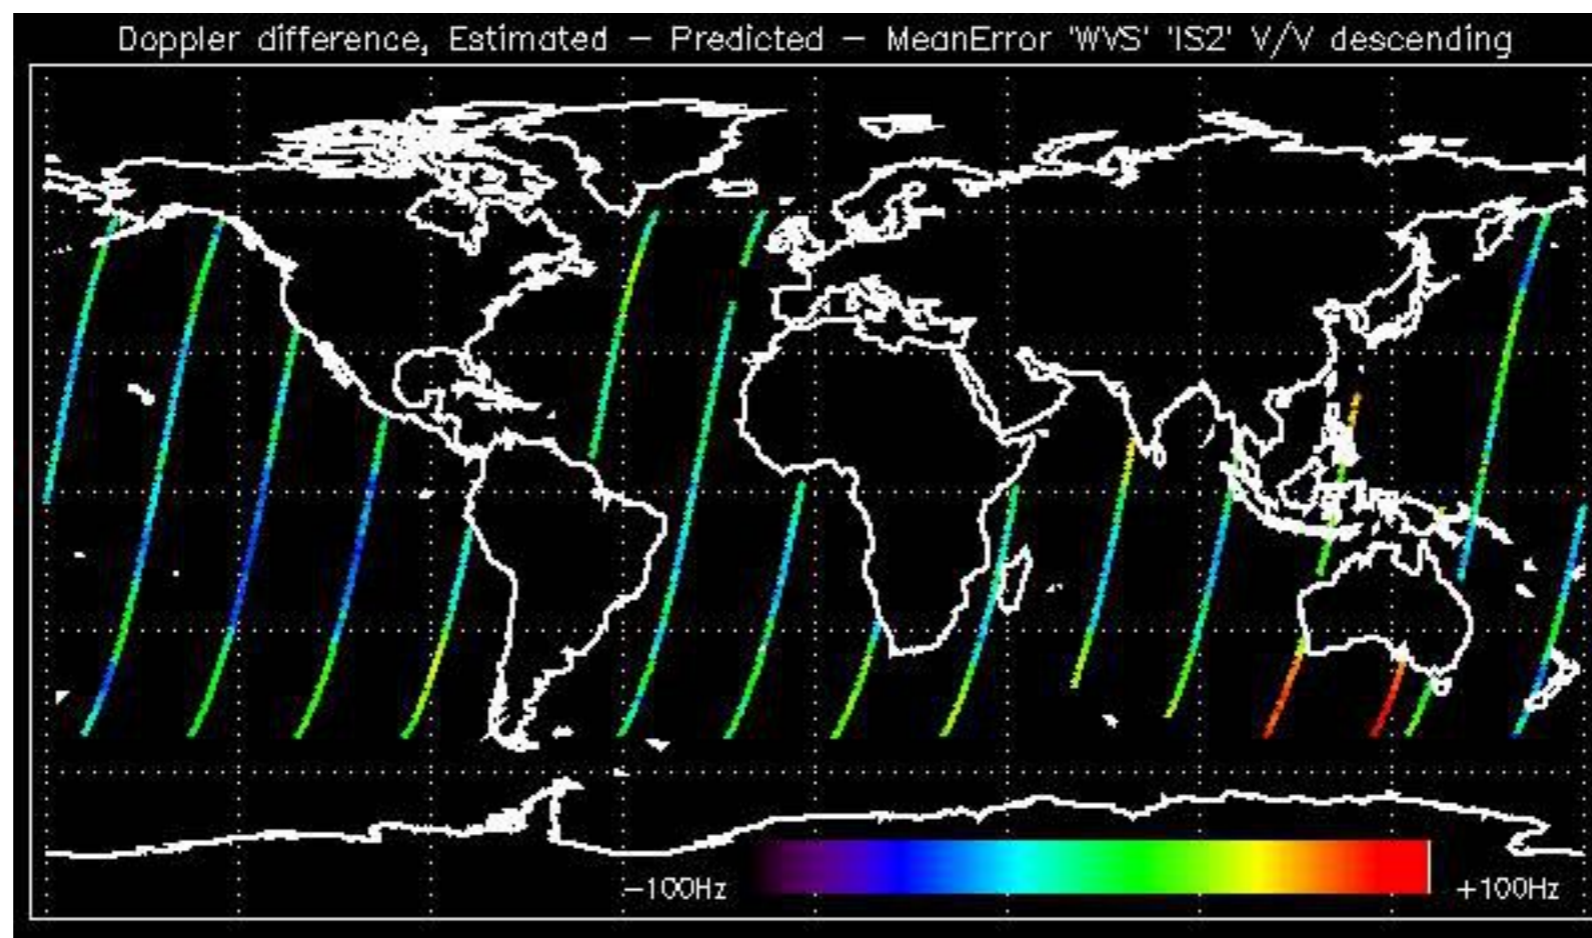 Doppler difference, Estimated – Predicted – MeanError 'WVS' 'IS2' V/V descending
–100Hz +100Hz